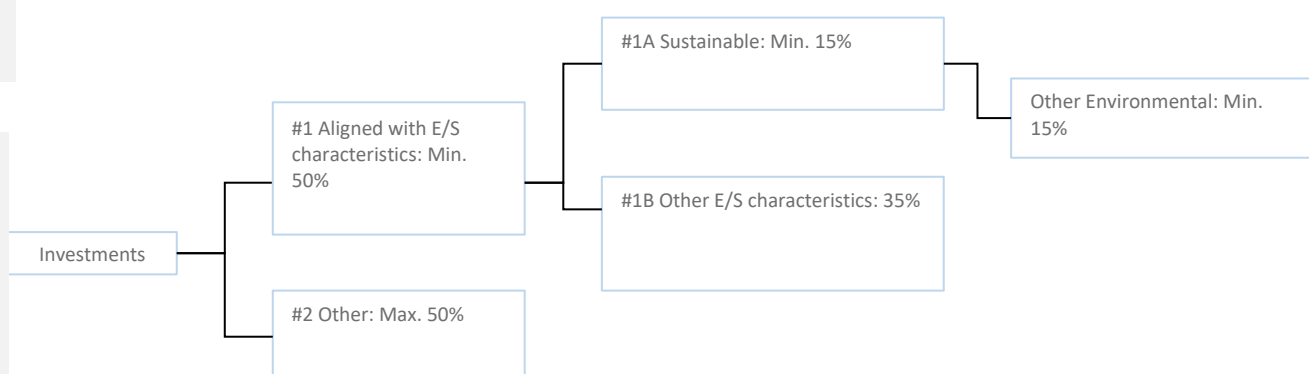 #1A Sustainable: Min. 15%
Other Environmental: Min.
15%
#1 Aligned with E/S
characteristics: Min.
50%
#1B Other E/S characteristics: 35%
Investments
#2 Other: Max. 50%